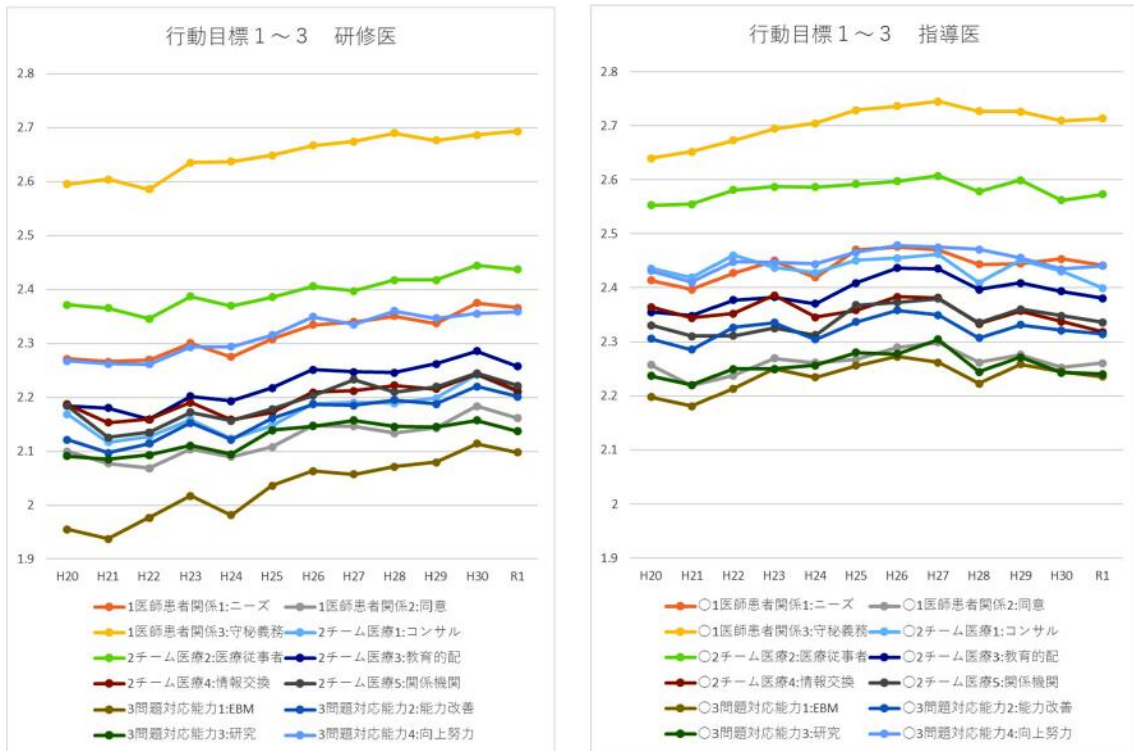 行動目標１～３　研修医
2.8
2.7
2.6
2.5
2.4
2.3
2.2
2.1
2
1.9
H20 H21 H22 H23 H24 H25 H26 H27 H28 H29 H30 R1
1医師患者関係1:ニーズ 1医師患者関係2:同意
1医師患者関係3:守秘義務 2チーム医療1:コンサル
2チーム医療2:医療従事者 2チーム医療3:教育的配
2チーム医療4:情報交換 2チーム医療5:関係機関
3問題対応能力1:EBM 3問題対応能力2:能力改善
3問題対応能力3:研究 3問題対応能力4:向上努力
行動目標１～３　指導医
2.8
2.7
2.6
2.5
2.4
2.3
2.2
2.1
2
1.9
H20 H21 H22 H23 H24 H25 H26 H27 H28 H29 H30 R1
〇1医師患者関係1:ニーズ 〇1医師患者関係2:同意
〇1医師患者関係3:守秘義務 〇2チーム医療1:コンサル
〇2チーム医療2:医療従事者 〇2チーム医療3:教育的配
〇2チーム医療4:情報交換 〇2チーム医療5:関係機関
〇3問題対応能力1:EBM 〇3問題対応能力2:能力改善
〇3問題対応能力3:研究 〇3問題対応能力4:向上努力